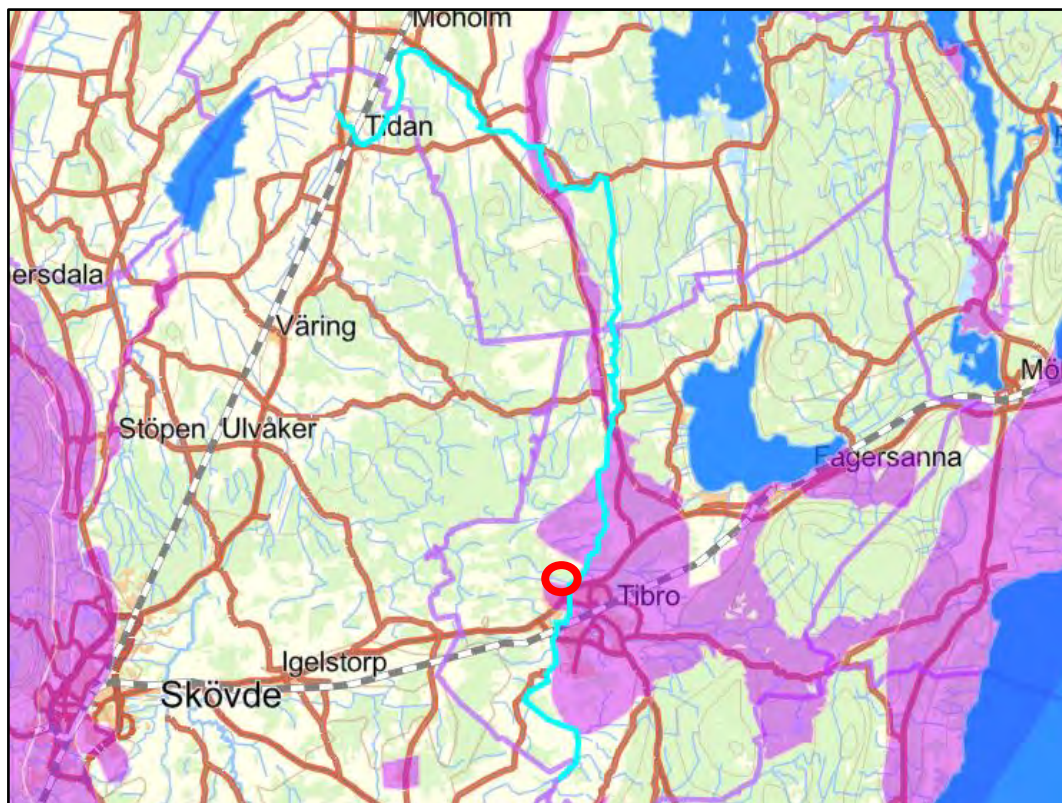 Moholm
Tidan
ersdala
Väring
Mö
Stöpen
Ulvåker
Fagersanna
Tibro
Igelstorp
Skövde